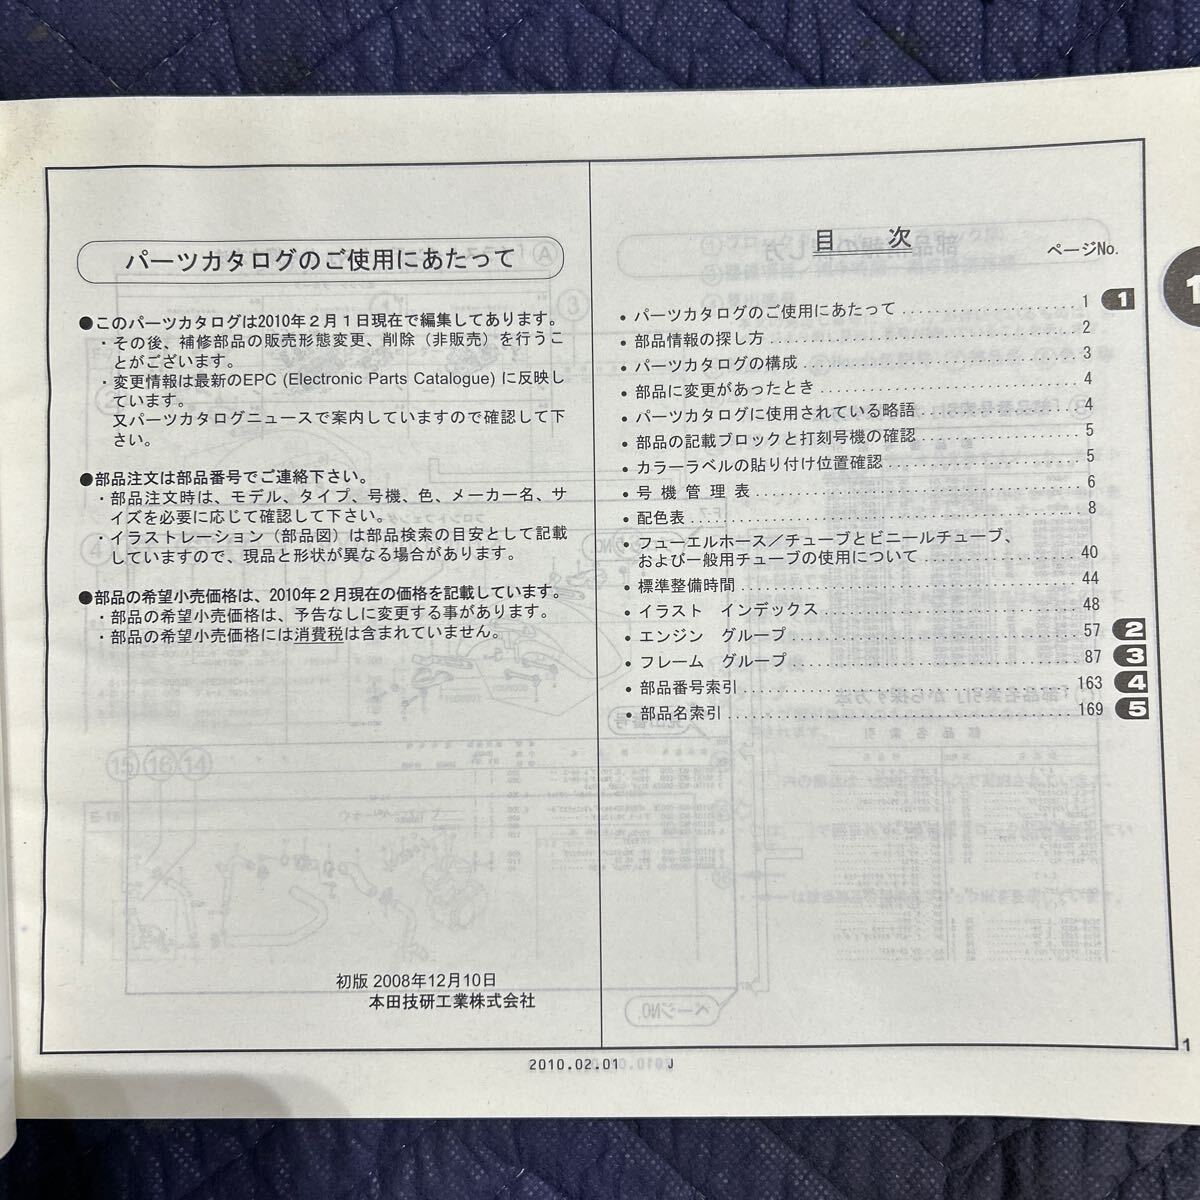 パーツカタログのご使用にあたって
●このパーツカタログは2010年２月１日現在で編集してあります。
・その後、補修部品の販売形態変更、削除（非販売）を行うこ
とがございます。
・変更情報は最新のEPC (Electronic Parts Catalogue) に反映し
ています。
又パーツカタログニュースで案内していますので確認して下
さい。
●部品注文は部品番号でご連絡下さい。
・部品注文時は、モデル、タイプ、号機、色、メーカー名、サ
イズを必要に応じて確認して下さい。
・イラストレーション（部品図）は部品検索の目安として記載
していますので、現品と形状が異なる場合があります。
●部品の希望小売価格は、2010年２月現在の価格を記載しています。
・部品の希望小売価格は、予告なしに変更する事があります。
・部品の希望小売価格には消費税は含まれていません。
初版 2008年12月10日
本田技研工業株式会社
目　次
ページNo.
・パーツカタログのご使用にあたって 1 1
・部品情報の探し方 2
・パーツカタログの構成 3
・部品に変更があったとき 4
・パーツカタログに使用されている略語 4
・部品の記載ブロックと打刻号機の確認 5
・カラーラベルの貼り付け位置確認 5
・号 機 管 理 表 6
・配色表 8
・フューエルホース／チューブとビニールチューブ、
および一般用チューブの使用について 40
・標準整備時間 44
・イラスト　インデックス 48
・エンジン　グループ 57 2
・フレーム　グループ 87 3
・部品番号索引 163 4
・部品名索引 169 5
1
2010.02.01 J
1